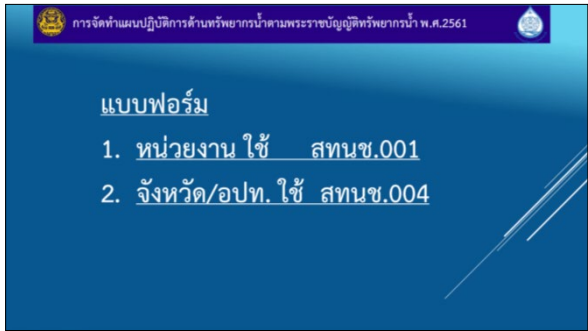 การจัดทำแผนปฏิบัติการด้านทรัพยากรน้ำตามพระราชบัญญัติทรัพยากรน้ำ พ.ศ.2561
แบบฟอร์ม
1. หน่วยงาน ใช้ สทนช.001
2. จังหวัด/อปท. ใช้ สทนช.004